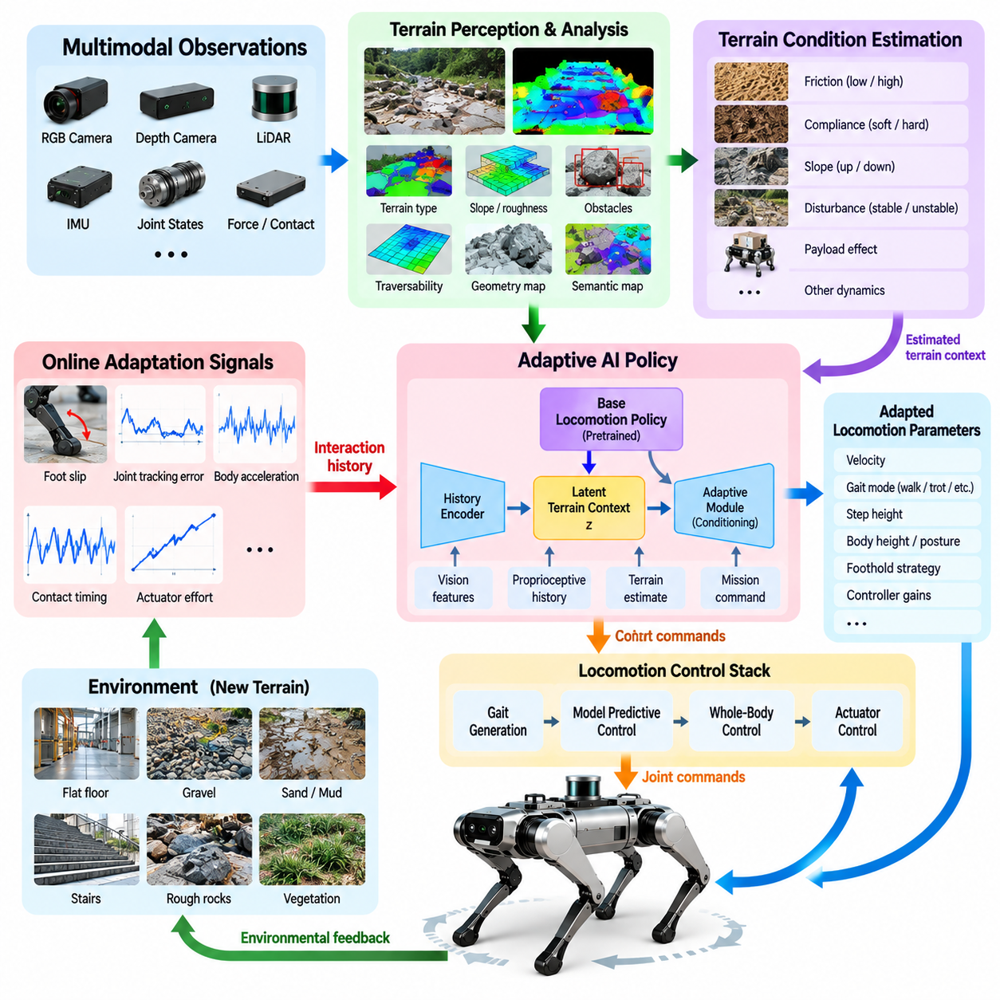 Multimodal Observations
RGB Camera
Depth Camera
LiDAR
IMU
Joint States
Force / Contact
• • •
Terrain Perception & Analysis
Terrain type
Slope / roughness
Obstacles
Traversability
Geometry map
Semantic map
Terrain Condition Estimation
Friction (low / high)
Compliance (soft / hard)
Slope (up / down)
Disturbance (stable / unstable)
Payload effect
• • •
Other dynamics
Estimated
terrain context
Online Adaptation Signals
Foot slip
Joint tracking error
Body acceleration
Contact timing
Actuator effort
• • •
Interaction
history
Adaptive AI Policy
Base
Locomotion Policy
(Pretrained)
History
Encoder
Latent
Terrain Context
z
Adaptive
Module
(Conditioning)
Vision
features
Proprioceptive
history
Terrain
estimate
Mission
command
Adapted
Locomotion Parameters
Velocity
Gait mode (walk / trot / etc.)
Step height
Body height / posture
Foothold strategy
Controller gains
• • •
commands
Locomotion Control Stack
Gait
Generation
Model Predictive
Control
Whole-Body
Control
Actuator
Control
Joint commands
Environment (New Terrain)
Flat floor
Gravel
Sand / Mud
Stairs
Rough rocks
Vegetation
Environmental feedback